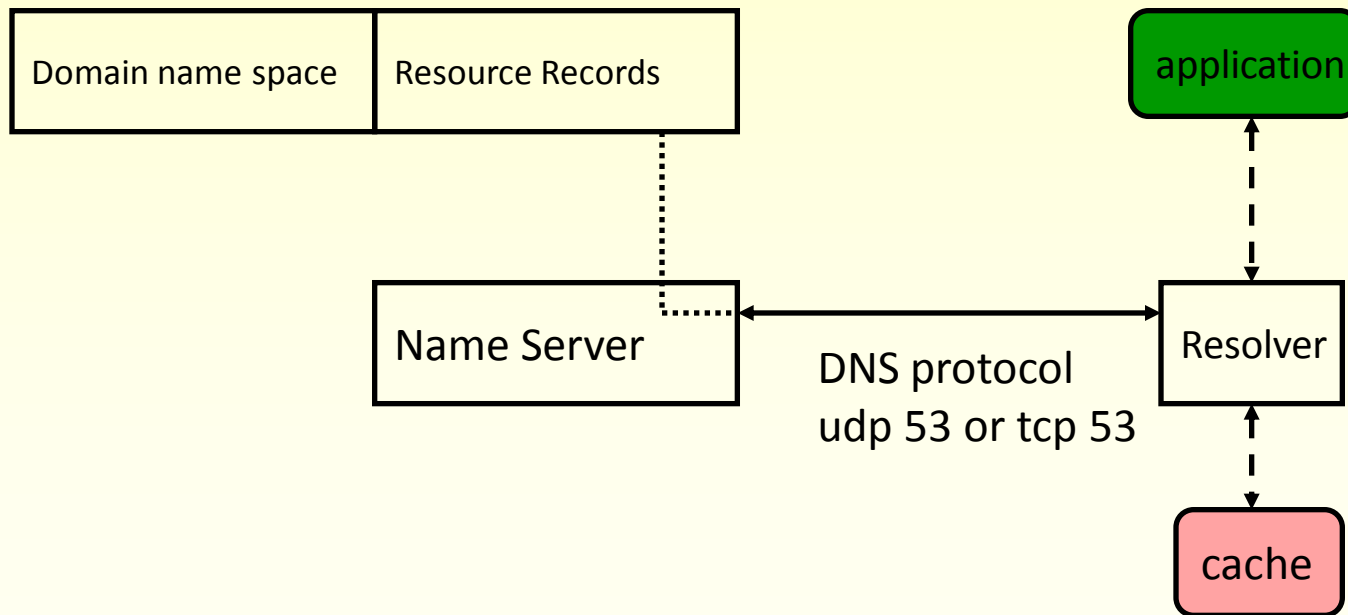 Domain name space
Resource Records
application
Name Server
DNS protocol
udp 53 or tcp 53
Resolver
cache